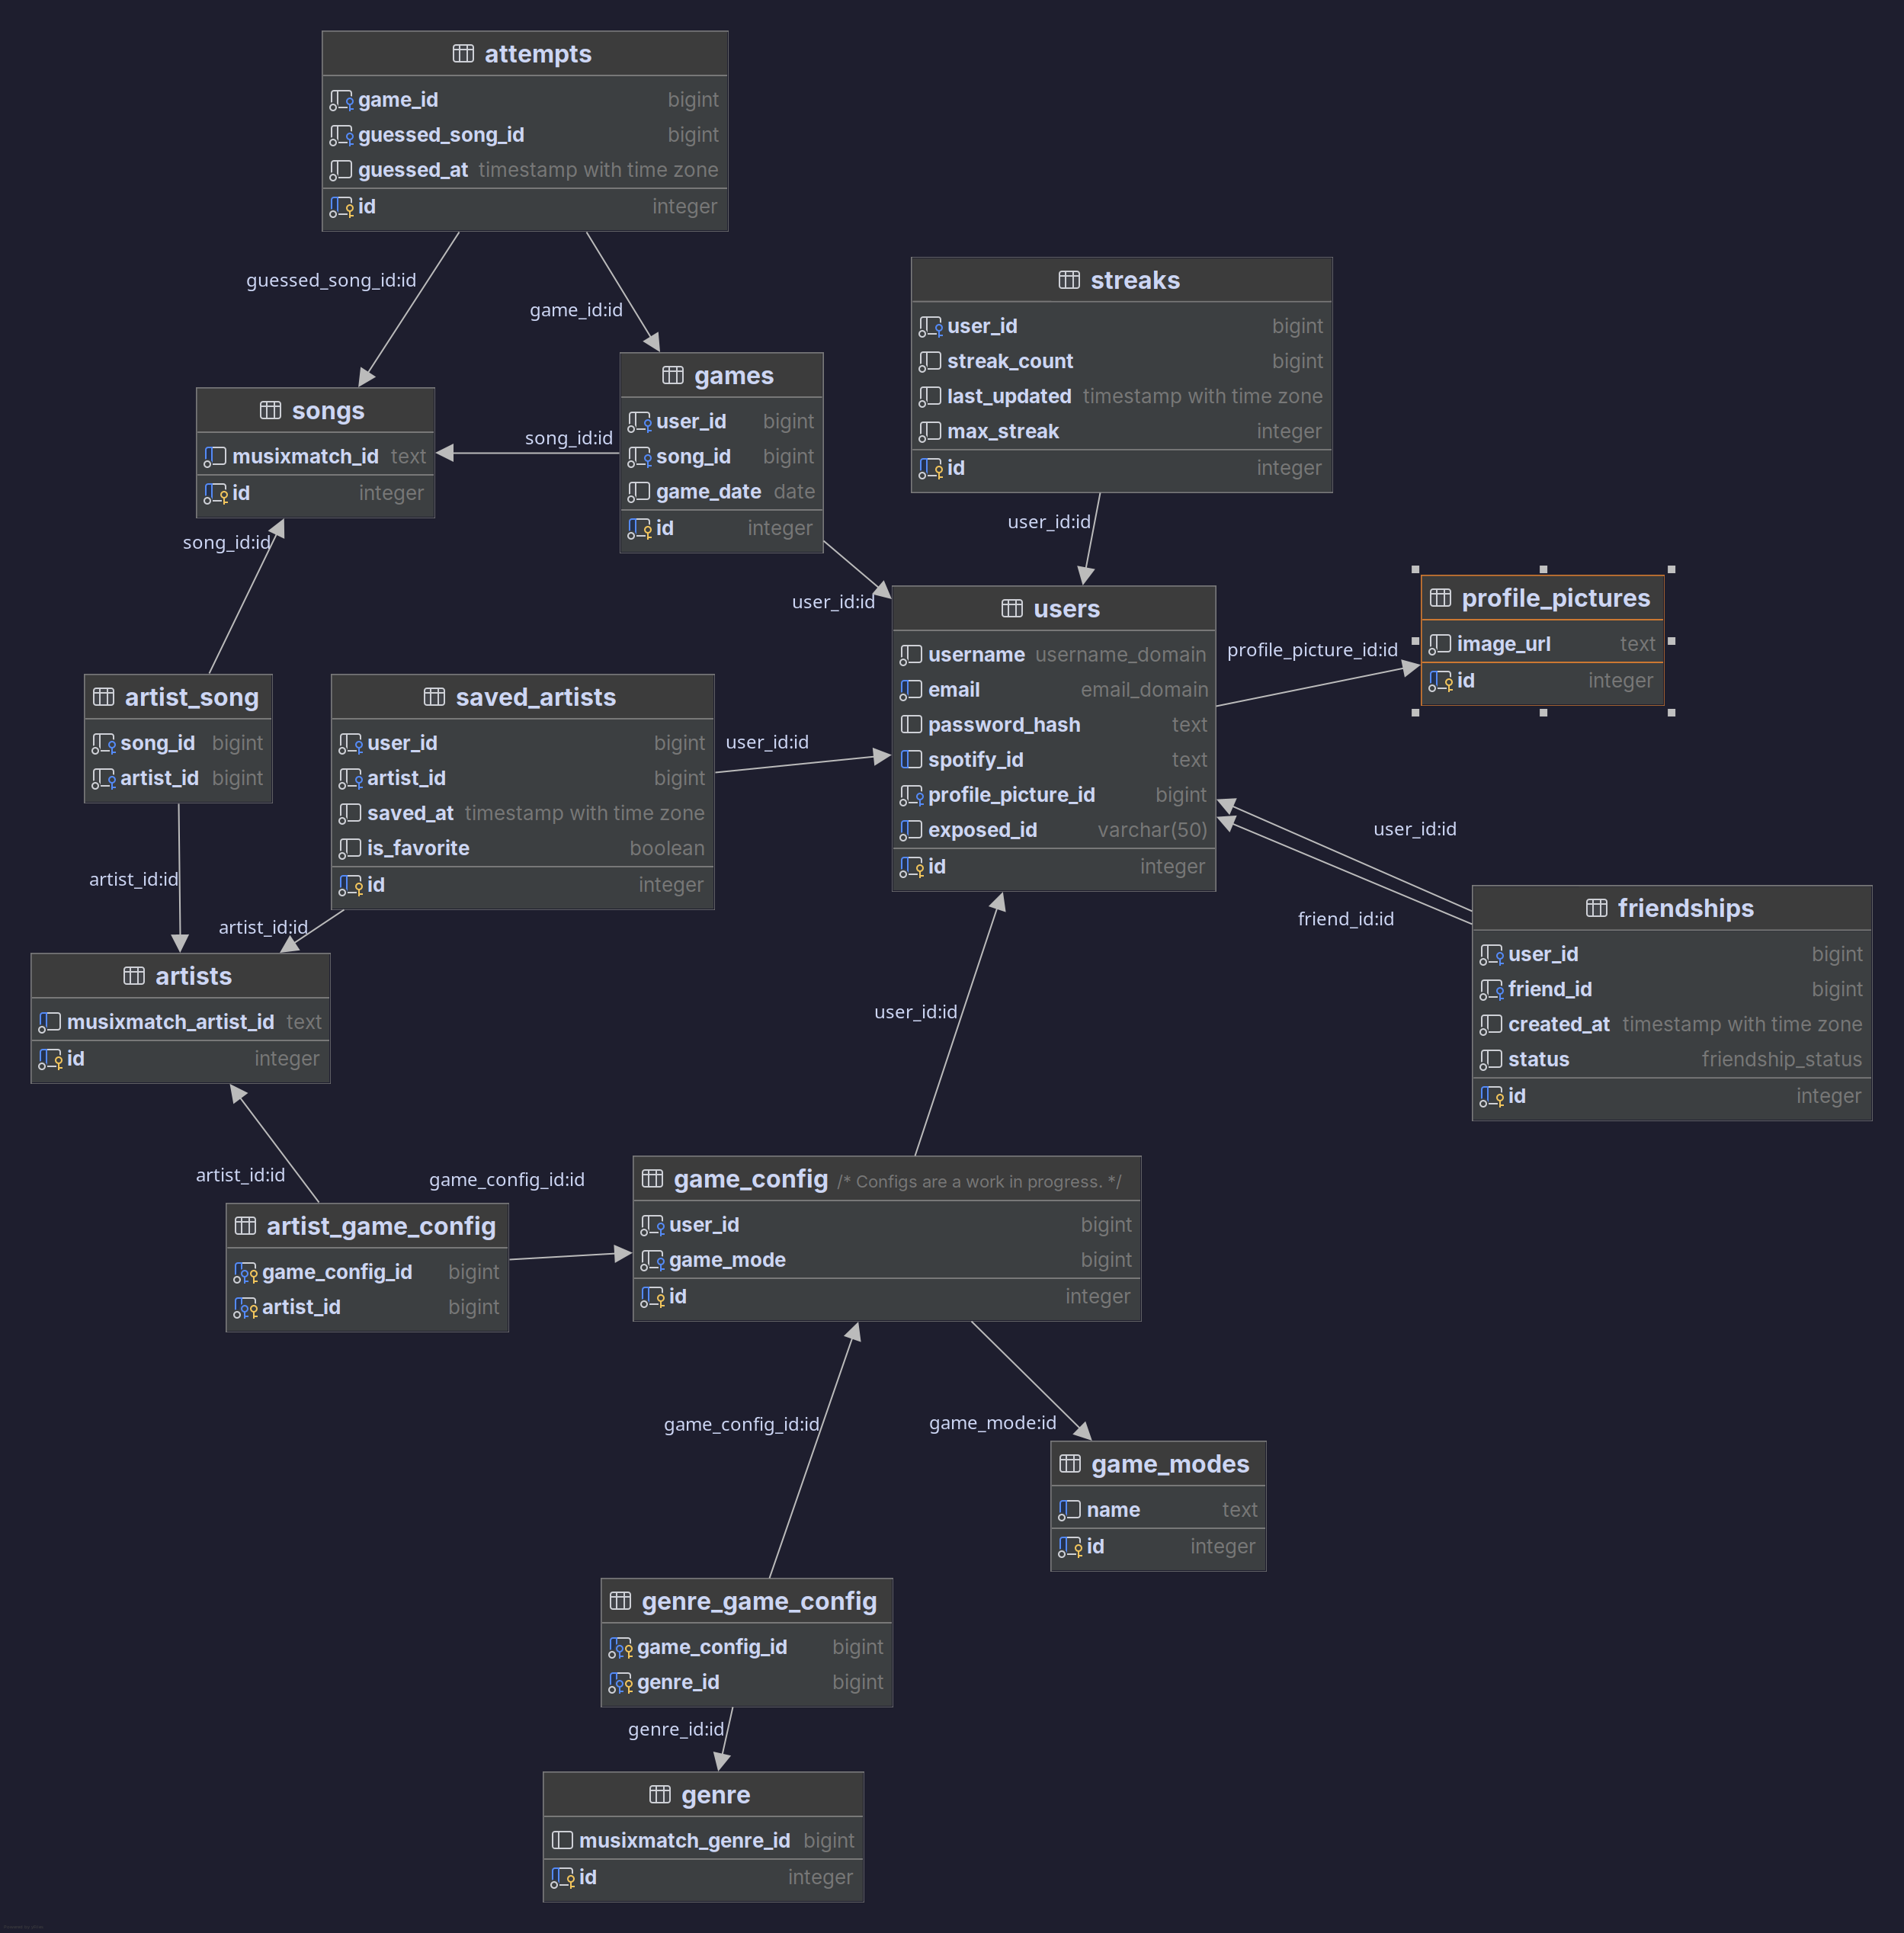 attempts
game_id bigint
guessed_song_id bigint
guessed_at timestamp with time zone
id integer
guessed_song_id:id
game_id:id
streaks
user_id bigint
streak_count bigint
last_updated timestamp with time zone
max_streak integer
id integer
games
user_id bigint
song_id bigint
game_date date
id integer
songs
musixmatch_id text
id integer
song_id:id
song_id:id
user_id:id
user_id:id
users
username username_domain
email email_domain
password_hash text
spotify_id text
profile_picture_id bigint
exposed_id varchar(50)
id integer
profile_picture_id:id
profile_pictures
image_url text
id integer
artist_song
song_id bigint
artist_id bigint
saved_artists
user_id bigint
artist_id bigint
saved_at timestamp with time zone
is_favorite boolean
id integer
user_id:id
artist_id:id
artist_id:id
user_id:id
friend_id:id
friendships
user_id bigint
friend_id bigint
created_at timestamp with time zone
status friendship_status
id integer
artists
musixmatch_artist_id text
id integer
user_id:id
artist_id:id
game_config_id:id
artist_game_config
game_config_id bigint
artist_id bigint
game_config /* Configs are a work in progress. */
user_id bigint
game_mode bigint
id integer
game_config_id:id
game_mode:id
game_modes
name text
id integer
genre_game_config
game_config_id bigint
genre_id bigint
genre_id:id
genre
musixmatch_genre_id bigint
id integer